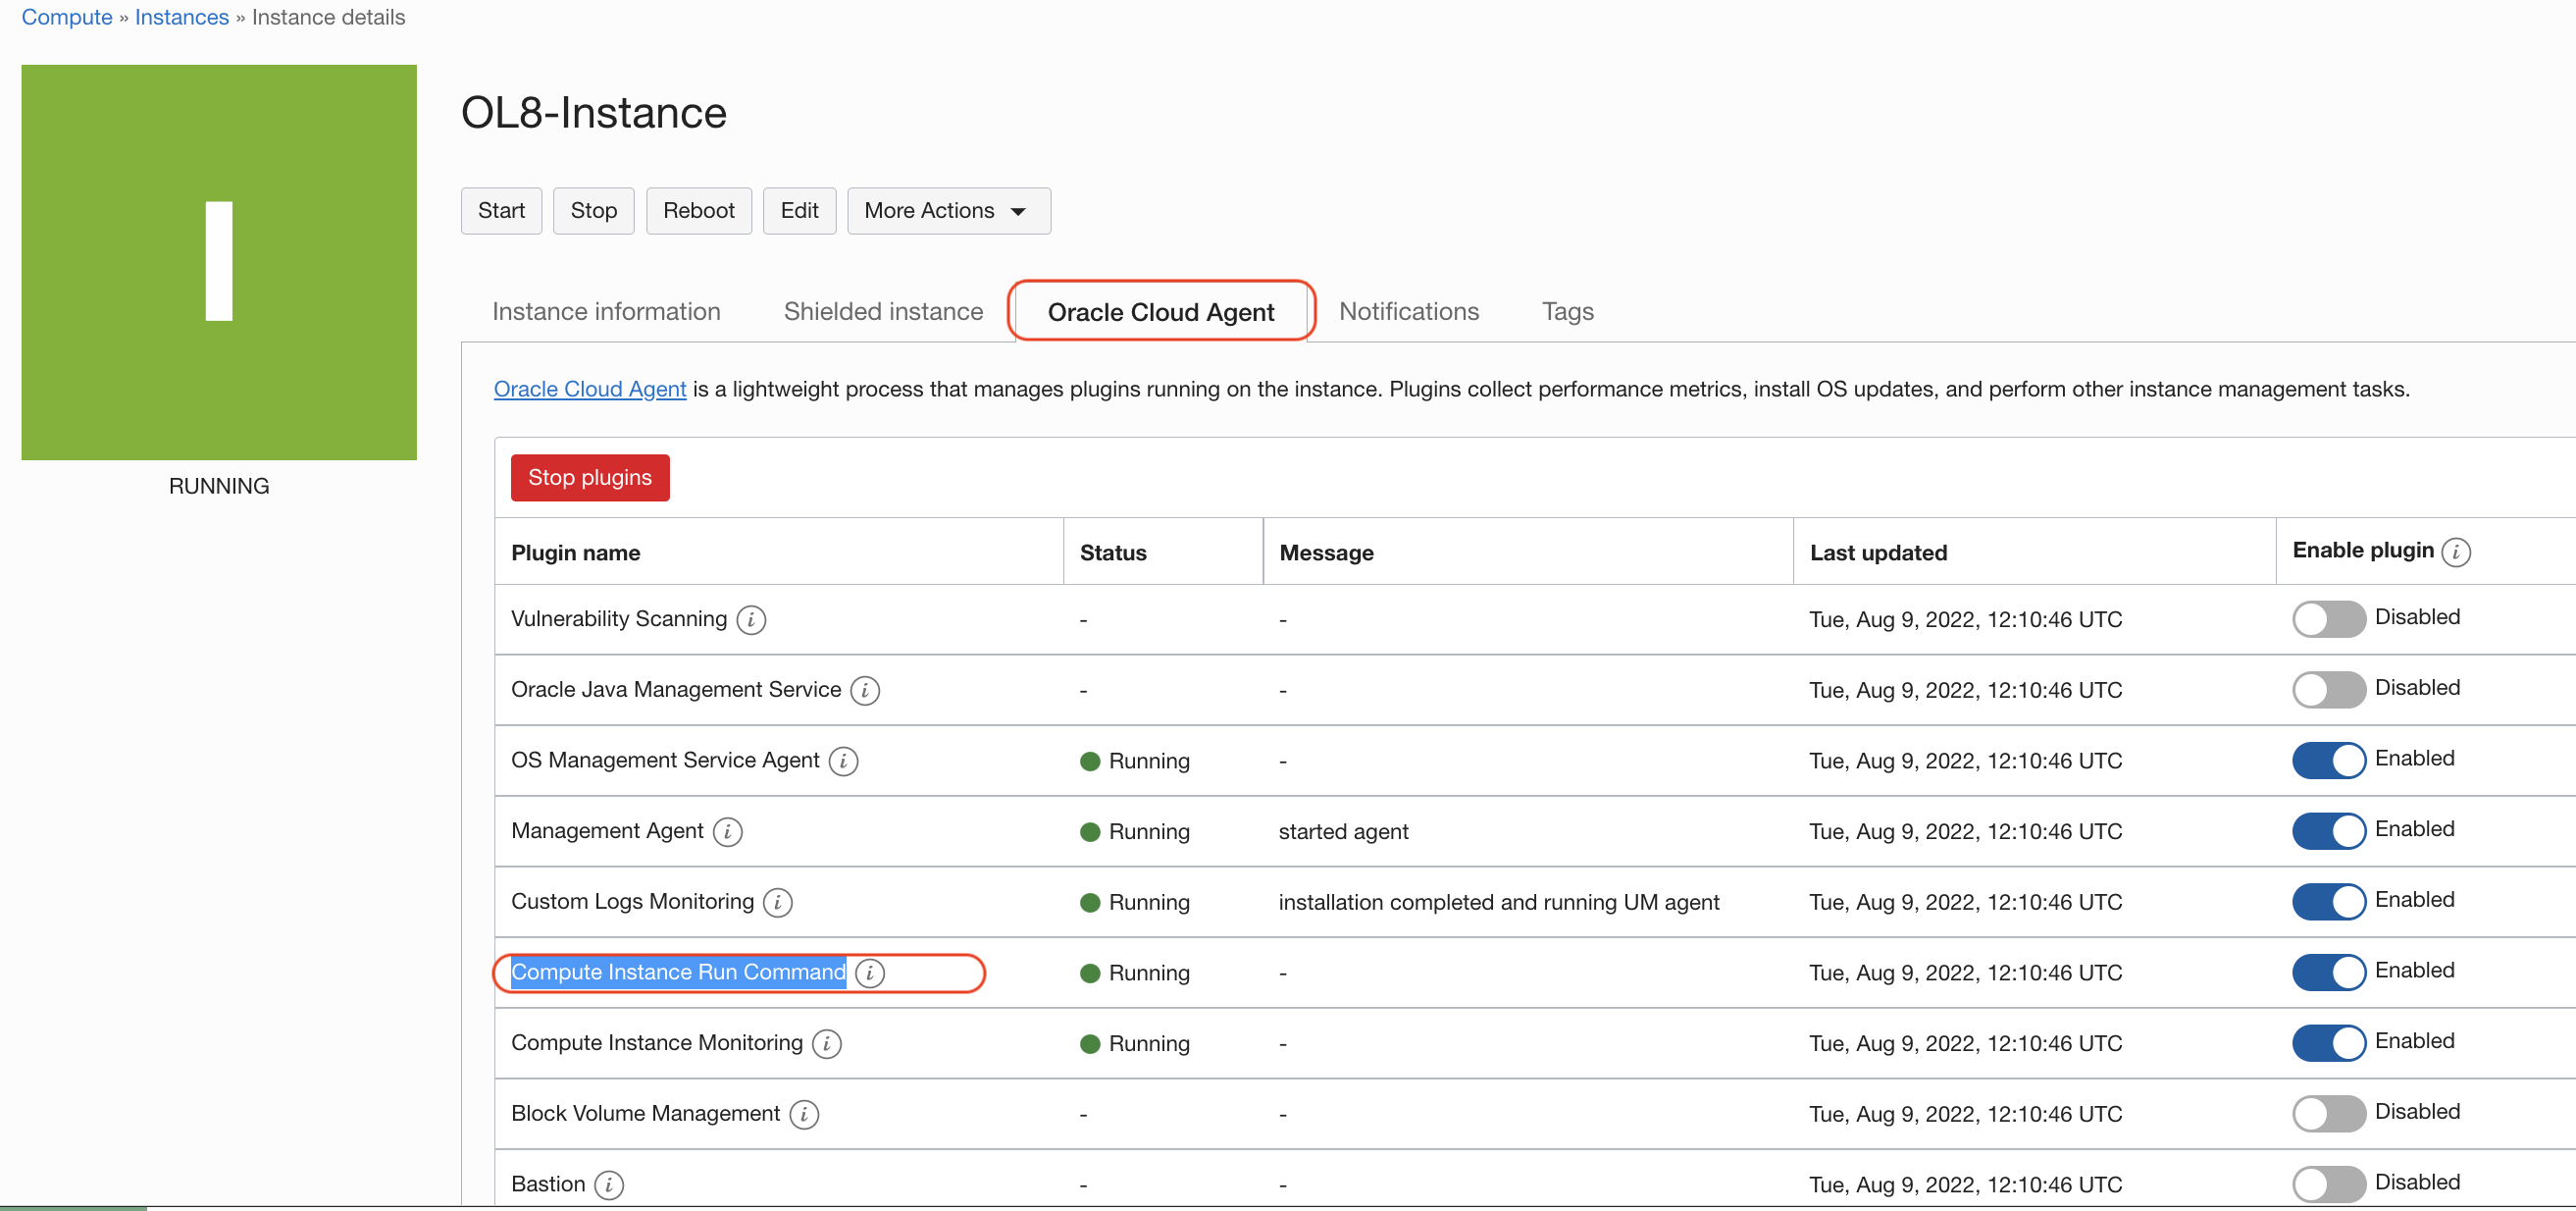 Compute » Instances » Instance details
I
RUNNING
OL8-Instance
Start Stop Reboot Edit More Actions
Instance information Shielded instance Oracle Cloud Agent Notifications Tags
Oracle Cloud Agent is a lightweight process that manages plugins running on the instance. Plugins collect performance metrics, install OS updates, and perform other instance management tasks.
Stop plugins
Plugin name Status Message Last updated Enable plugin i
Vulnerability Scanning i - - Tue, Aug 9, 2022, 12:10:46 UTC Disabled
Oracle Java Management Service i - - Tue, Aug 9, 2022, 12:10:46 UTC Disabled
OS Management Service Agent i Running - Tue, Aug 9, 2022, 12:10:46 UTC Enabled
Management Agent i Running started agent Tue, Aug 9, 2022, 12:10:46 UTC Enabled
Custom Logs Monitoring i Running installation completed and running UM agent Tue, Aug 9, 2022, 12:10:46 UTC Enabled
Compute Instance Run Command i Running - Tue, Aug 9, 2022, 12:10:46 UTC Enabled
Compute Instance Monitoring i Running - Tue, Aug 9, 2022, 12:10:46 UTC Enabled
Block Volume Management i - - Tue, Aug 9, 2022, 12:10:46 UTC Disabled
Bastion i - - Tue, Aug 9, 2022, 12:10:46 UTC Disabled